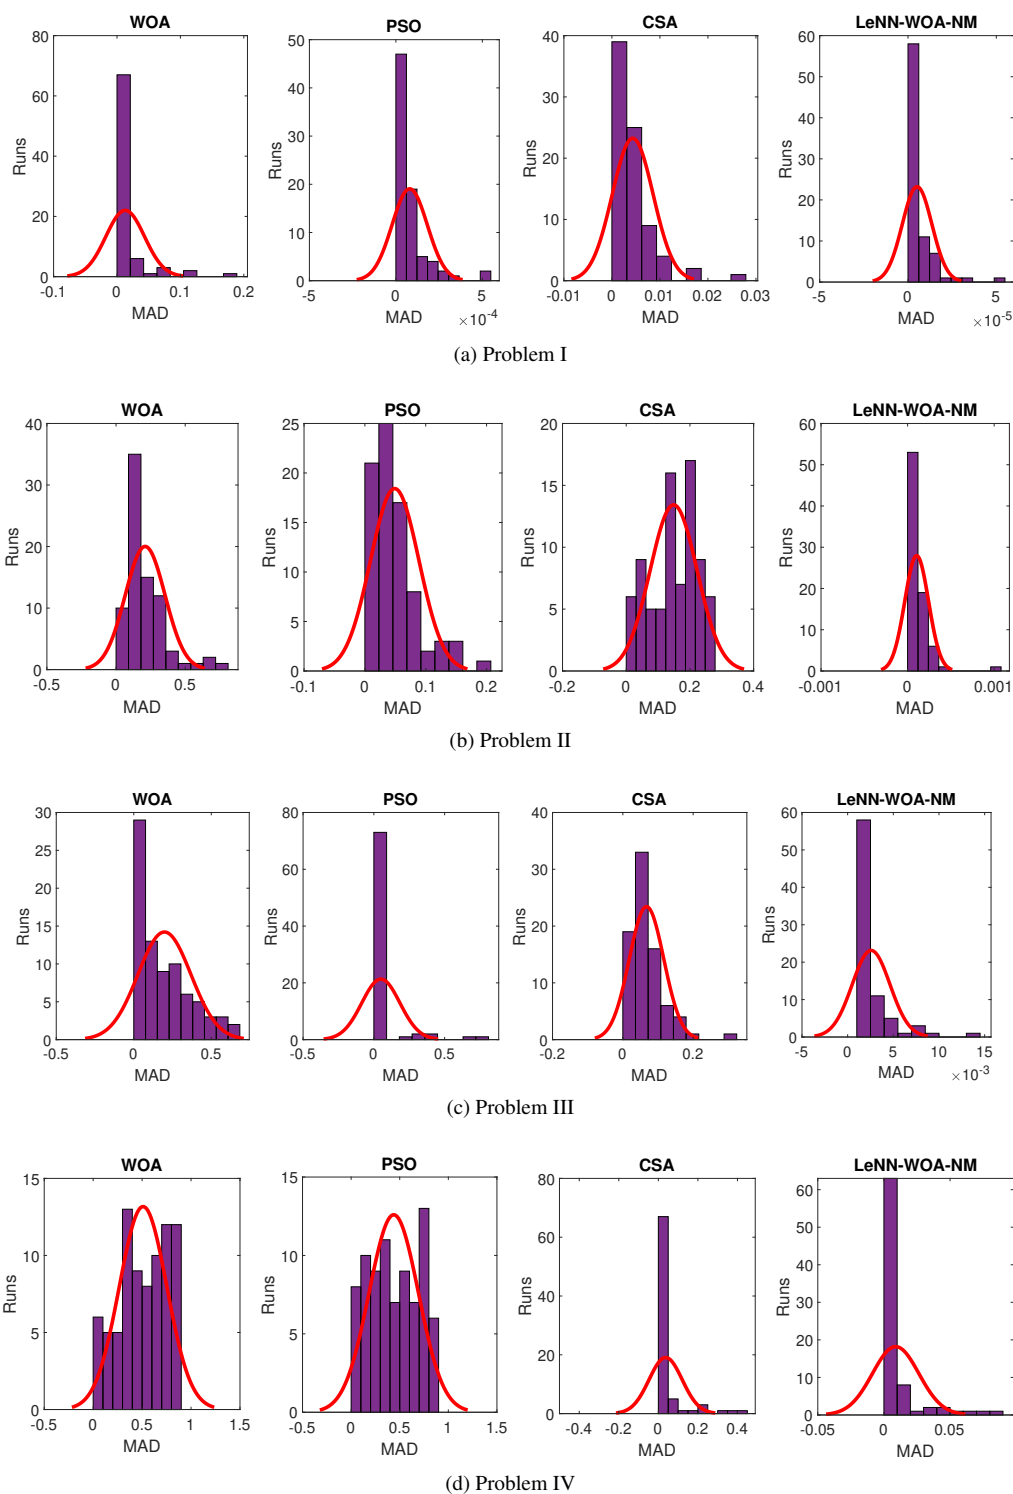 WOA
PSO
CSA
LeNN-WOA-NM
80
60
40
20
0
-0.1
0
0.1
0.2
Runs
MAD
50
40
30
20
10
0
-5
0
5
×10-4
Runs
MAD
40
30
20
10
0
-0.01
0
0.01
0.02
0.03
Runs
MAD
60
50
40
30
20
10
0
-5
0
5
×10-5
Runs
MAD
(a) Problem I
WOA
PSO
CSA
LeNN-WOA-NM
40
30
20
10
0
-0.5
0
0.5
Runs
MAD
25
20
15
10
5
0
-0.1
0
0.1
0.2
Runs
MAD
20
15
10
5
0
-0.2
0
0.2
0.4
Runs
MAD
60
50
40
30
20
10
0
-0.001
0
0.001
Runs
MAD
(b) Problem II
WOA
PSO
CSA
LeNN-WOA-NM
30
25
20
15
10
5
0
-0.5
0
0.5
Runs
MAD
80
60
40
20
0
-0.5
0
0.5
Runs
MAD
40
30
20
10
0
-0.2
0
0.2
Runs
MAD
60
50
40
30
20
10
0
-5
0
5
10
15
×10-3
Runs
MAD
(c) Problem III
WOA
PSO
CSA
LeNN-WOA-NM
15
10
5
0
-0.5
0
0.5
1
1.5
Runs
MAD
15
10
5
0
-0.5
0
0.5
1
1.5
Runs
MAD
80
60
40
20
0
-0.4
-0.2
0
0.2
0.4
Runs
MAD
60
50
40
30
20
10
0
-0.05
0
0.05
Runs
MAD
(d) Problem IV